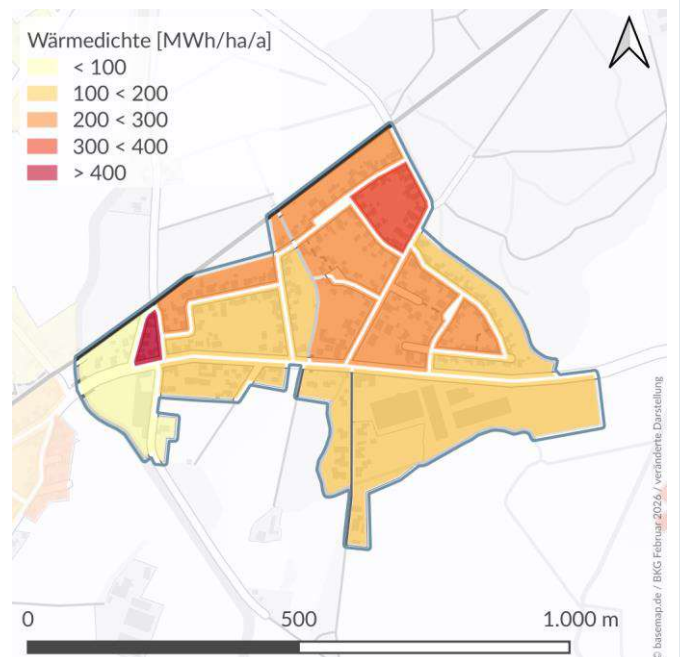 Wärmedichte [MWh/ha/a]
< 100
100 < 200
200 < 300
300 < 400
> 400
© basemap.de / BKG Februar 2026 / veränderte Darstellung
0 500 1.000 m